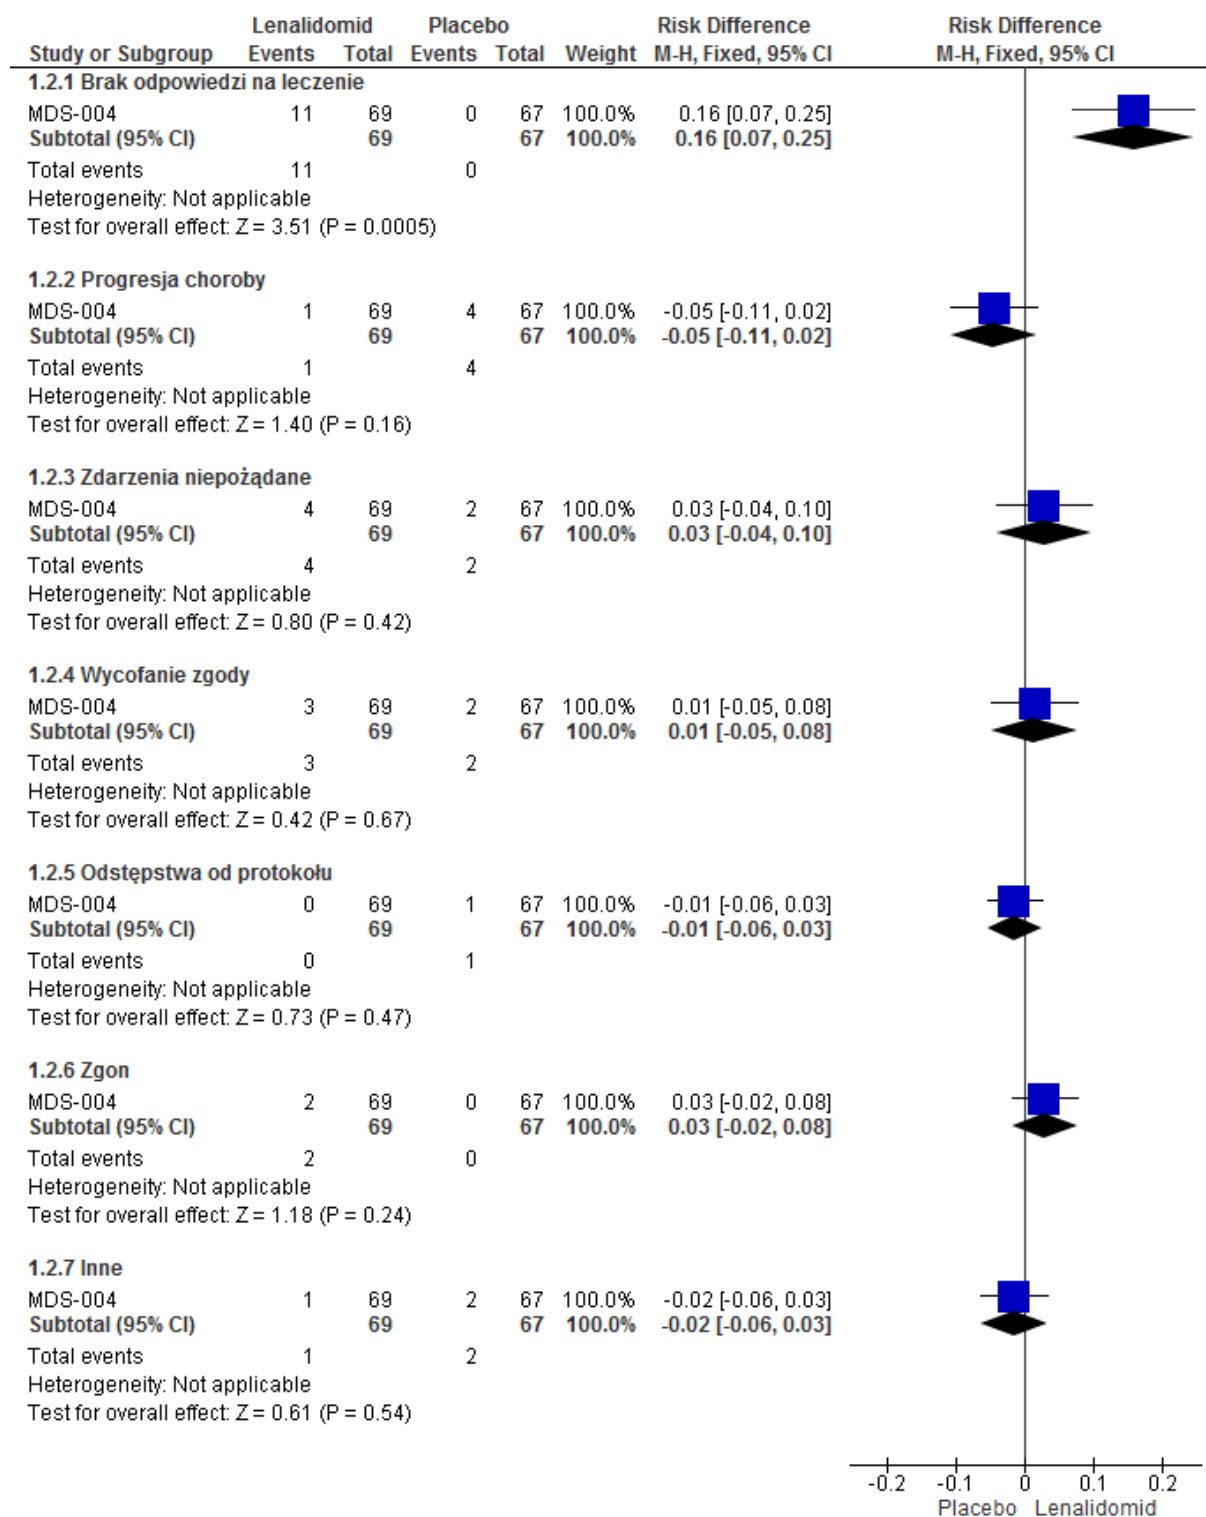 Lenalidomid Placebo Risk Difference Risk Difference
Study or Subgroup Events Total Events Total Weight M-H, Fixed, 95% CI M-H, Fixed, 95% CI
1.2.1 Brak odpowiedzi na leczenie
MDS-004 11 69 0 67 100.0% 0.16 [0.07, 0.25]
Subtotal (95% CI) 69 67 100.0% 0.16 [0.07, 0.25]
Total events 11 0
Heterogeneity: Not applicable
Test for overall effect: Z = 3.51 (P = 0.0005)
1.2.2 Progresja choroby
MDS-004 1 69 4 67 100.0% -0.05 [-0.11, 0.02]
Subtotal (95% CI) 69 67 100.0% -0.05 [-0.11, 0.02]
Total events 1 4
Heterogeneity: Not applicable
Test for overall effect: Z = 1.40 (P = 0.16)
1.2.3 Zdarzenia niepożądane
MDS-004 4 69 2 67 100.0% 0.03 [-0.04, 0.10]
Subtotal (95% CI) 69 67 100.0% 0.03 [-0.04, 0.10]
Total events 4 2
Heterogeneity: Not applicable
Test for overall effect: Z = 0.80 (P = 0.42)
1.2.4 Wycofanie zgody
MDS-004 3 69 2 67 100.0% 0.01 [-0.05, 0.08]
Subtotal (95% CI) 69 67 100.0% 0.01 [-0.05, 0.08]
Total events 3 2
Heterogeneity: Not applicable
Test for overall effect: Z = 0.42 (P = 0.67)
1.2.5 Odstępstwa od protokołu
MDS-004 0 69 1 67 100.0% -0.01 [-0.06, 0.03]
Subtotal (95% CI) 69 67 100.0% -0.01 [-0.06, 0.03]
Total events 0 1
Heterogeneity: Not applicable
Test for overall effect: Z = 0.73 (P = 0.47)
1.2.6 Zgon
MDS-004 2 69 0 67 100.0% 0.03 [-0.02, 0.08]
Subtotal (95% CI) 69 67 100.0% 0.03 [-0.02, 0.08]
Total events 2 0
Heterogeneity: Not applicable
Test for overall effect: Z = 1.18 (P = 0.24)
1.2.7 Inne
MDS-004 1 69 2 67 100.0% -0.02 [-0.06, 0.03]
Subtotal (95% CI) 69 67 100.0% -0.02 [-0.06, 0.03]
Total events 1 2
Heterogeneity: Not applicable
Test for overall effect: Z = 0.61 (P = 0.54)
-0.2 -0.1 0 0.1 0.2
Placebo Lenalidomid